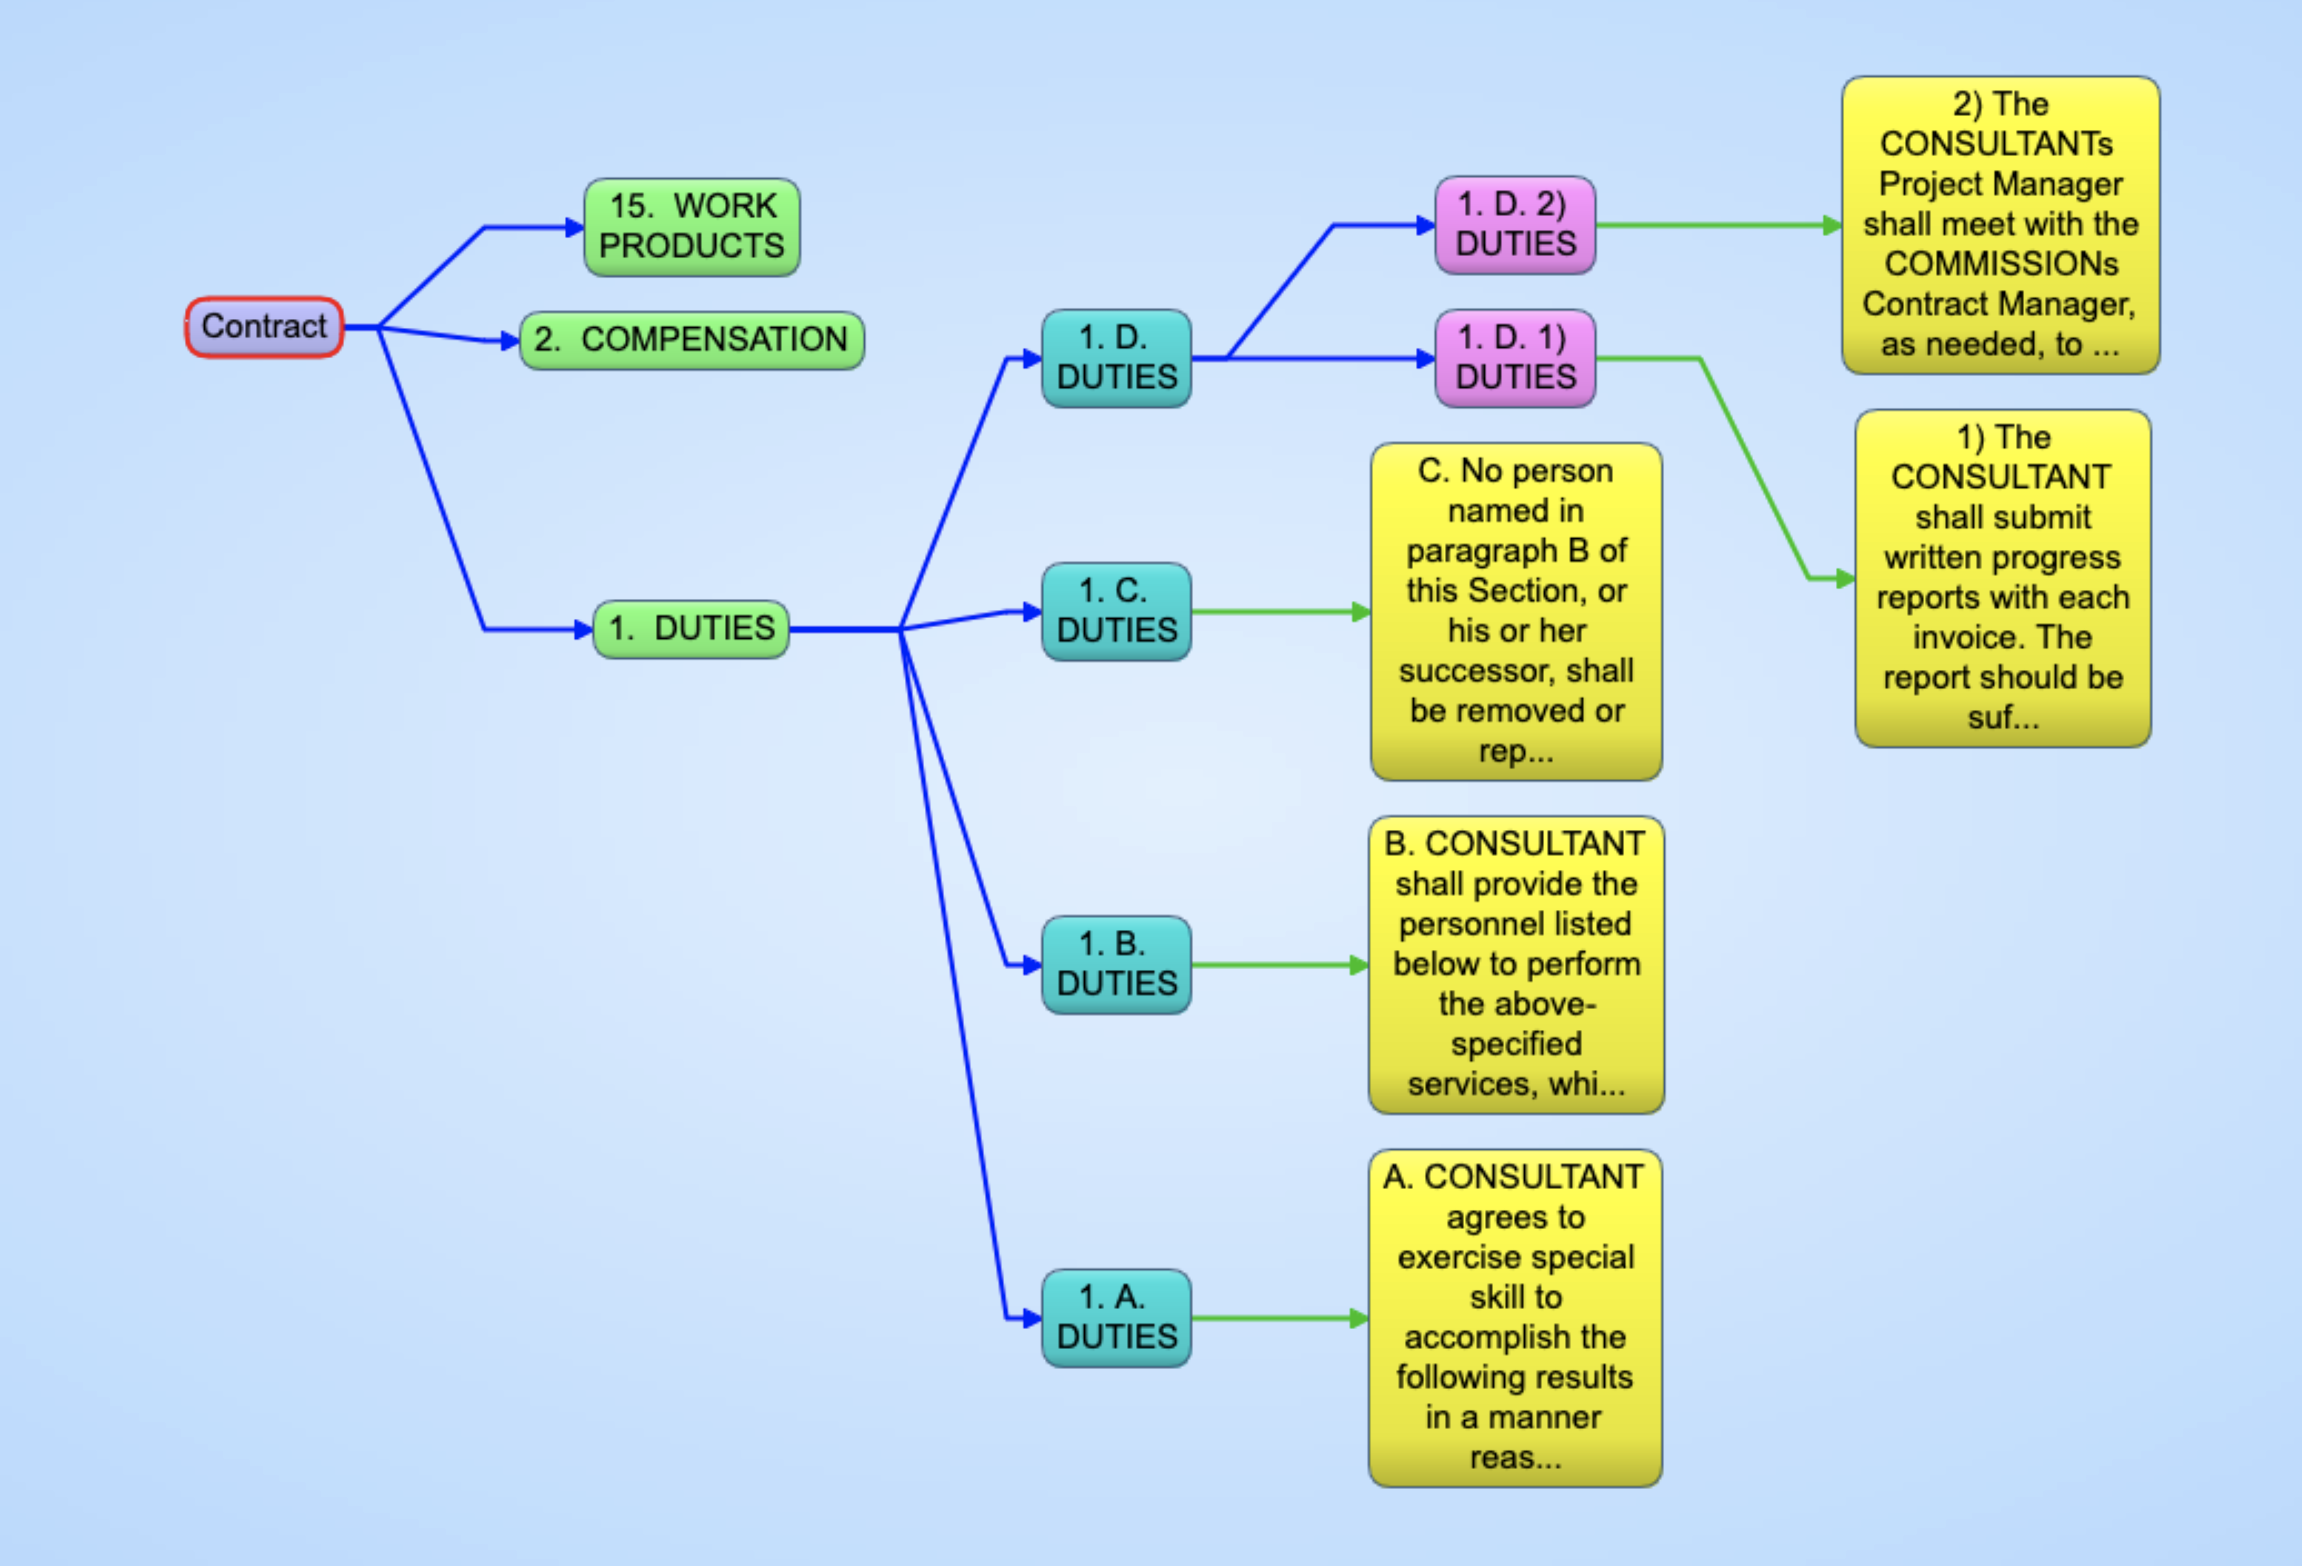 Contract
15.  WORK
PRODUCTS
2.  COMPENSATION
1.  DUTIES
1. D.
DUTIES
1. C.
DUTIES
1. B.
DUTIES
1. A.
DUTIES
1. D. 2)
DUTIES
1. D. 1)
DUTIES
C. No person
named in
paragraph B of
this Section, or
his or her
successor, shall
be removed or
rep...
B. CONSULTANT
shall provide the
personnel listed
below to perform
the above-
specified
services, whi...
A. CONSULTANT
agrees to
exercise special
skill to
accomplish the
following results
in a manner
reas...
2) The
CONSULTANTs
Project Manager
shall meet with the
COMMISSIONs
Contract Manager,
as needed, to ...
1) The
CONSULTANT
shall submit
written progress
reports with each
invoice. The
report should be
suf...